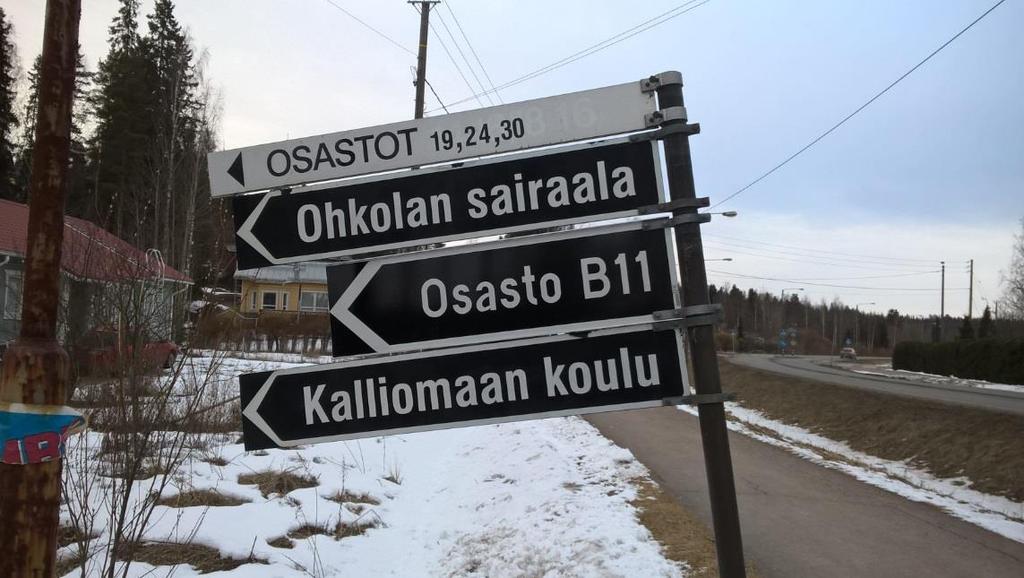 OSASTOT 19,24,30
Ohkolan sairaala
Osasto B11
Kalliomaan koulu